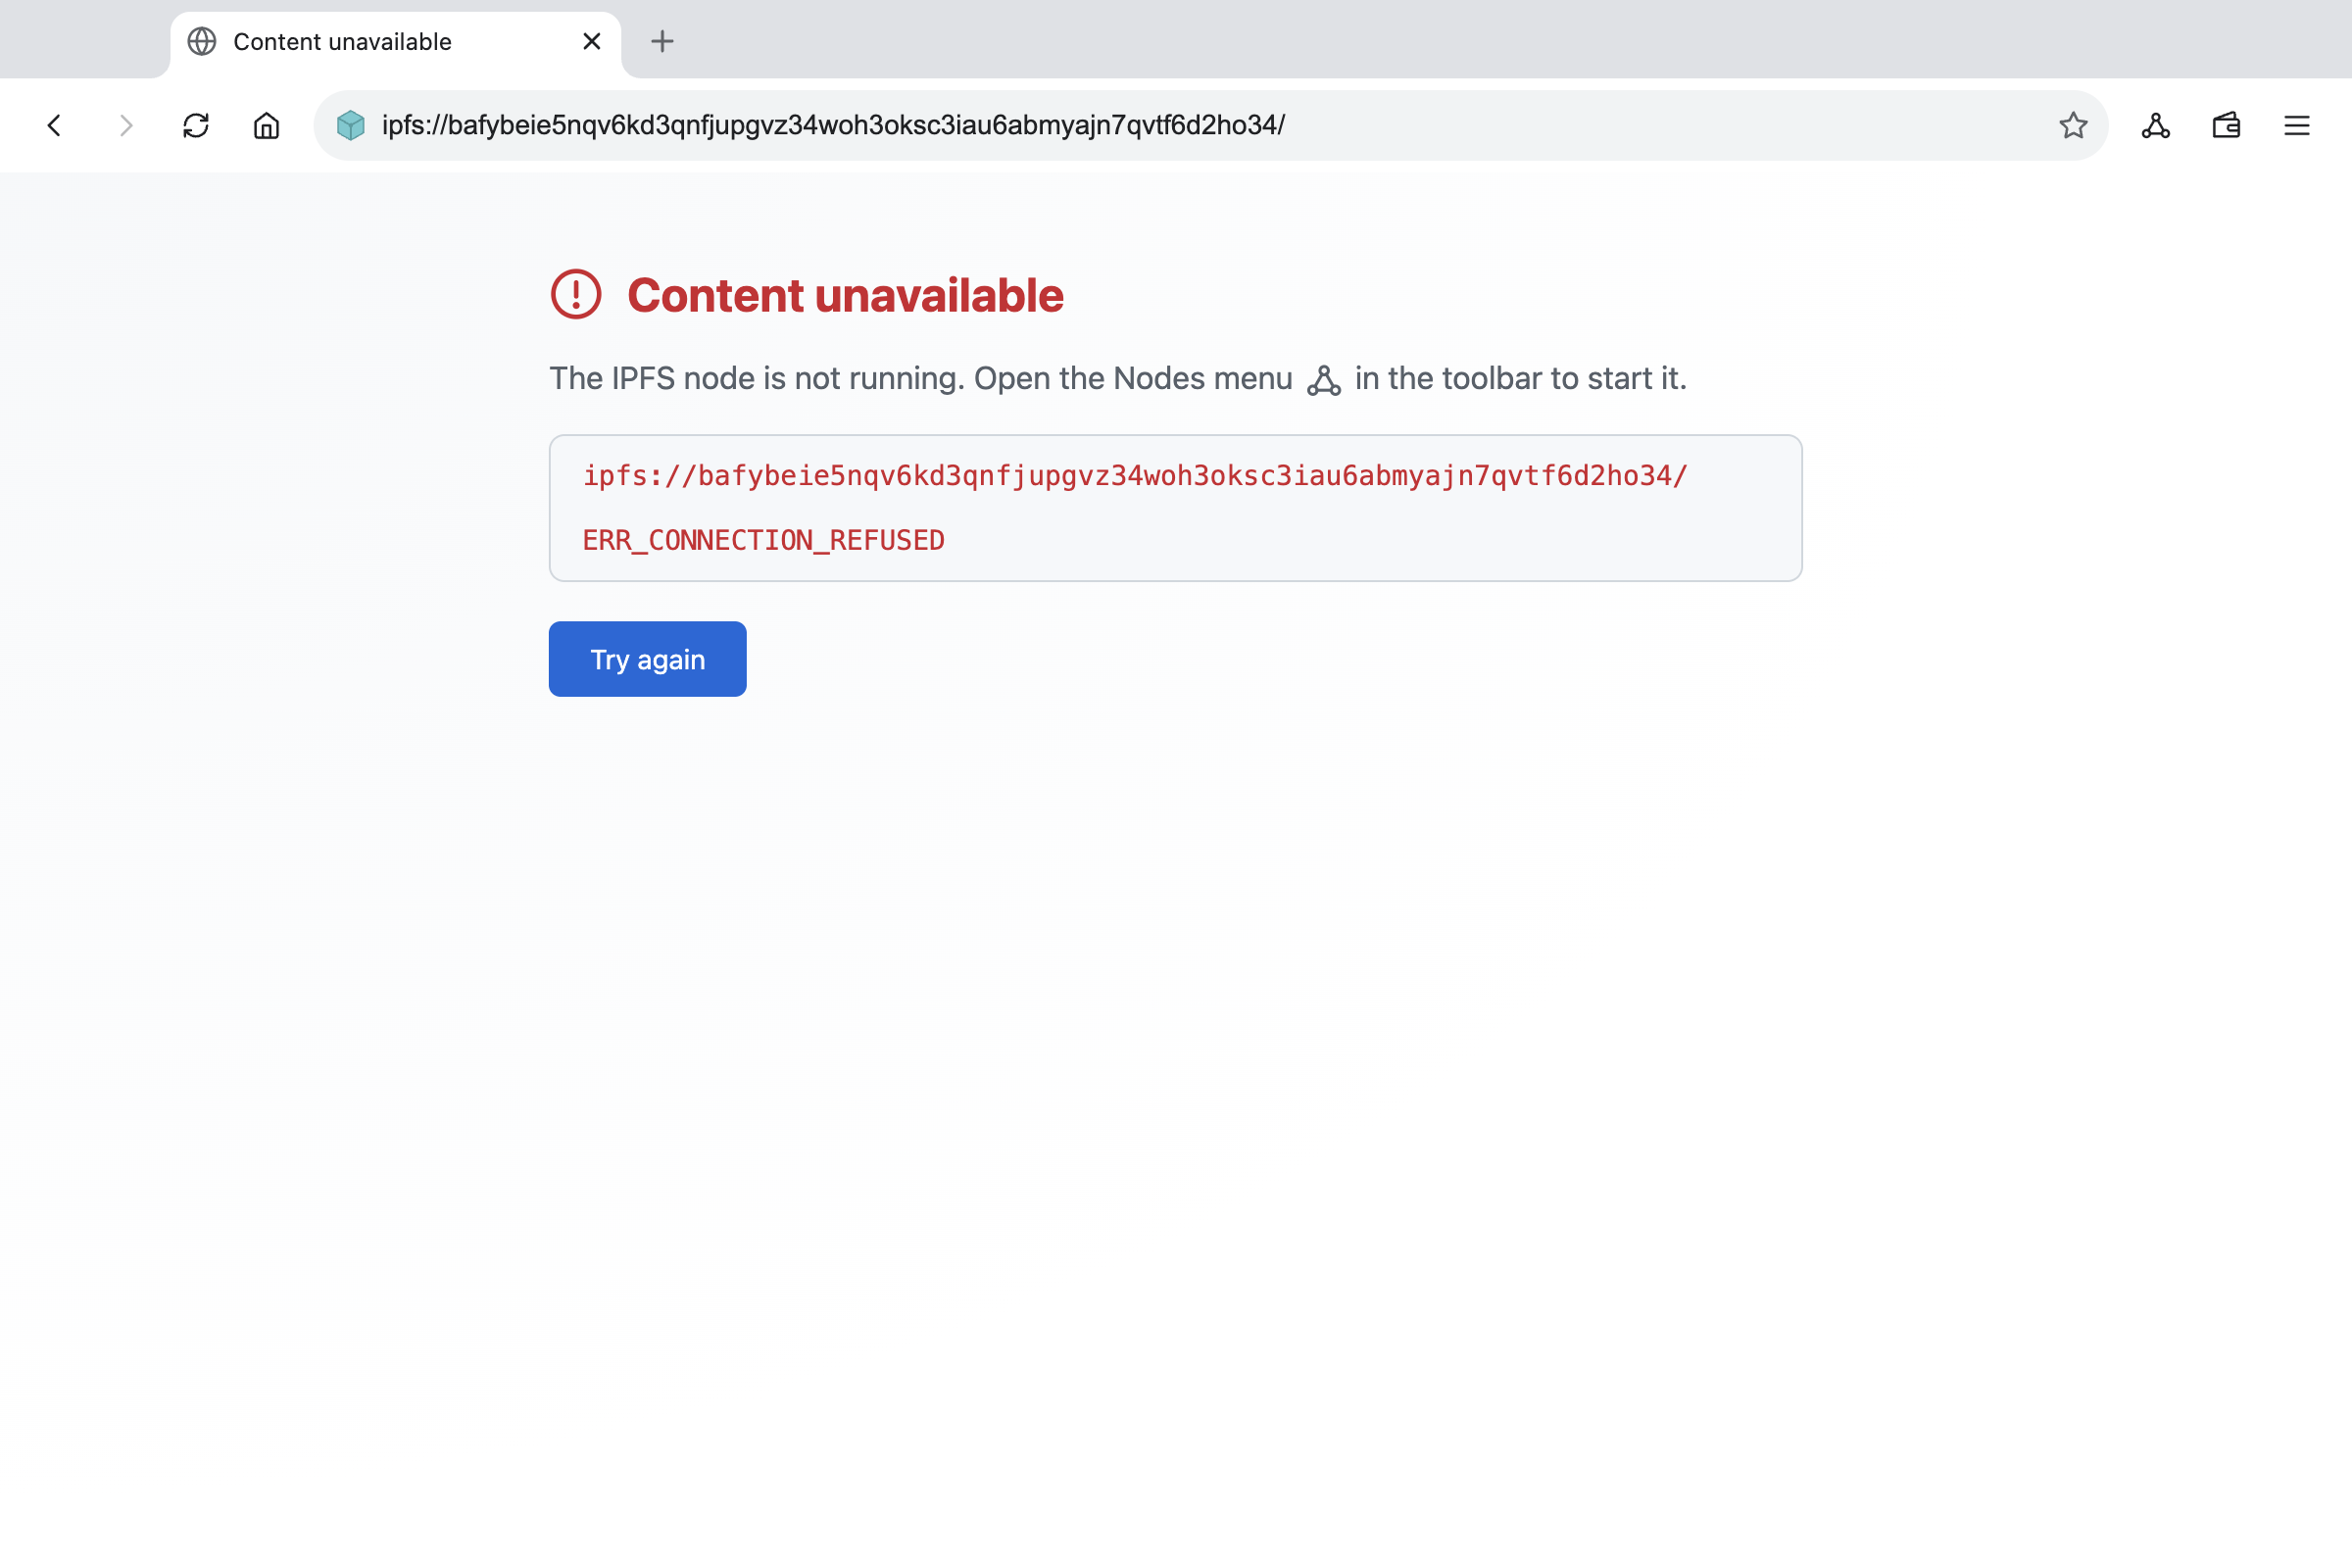 Content unavailable
ipfs://bafybeie5nqv6kd3qnfjupgvz34woh3oksc3iau6abmyajn7qvtf6d2ho34/
Content unavailable
The IPFS node is not running. Open the Nodes menu in the toolbar to start it.
ipfs://bafybeie5nqv6kd3qnfjupgvz34woh3oksc3iau6abmyajn7qvtf6d2ho34/
ERR_CONNECTION_REFUSED
Try again